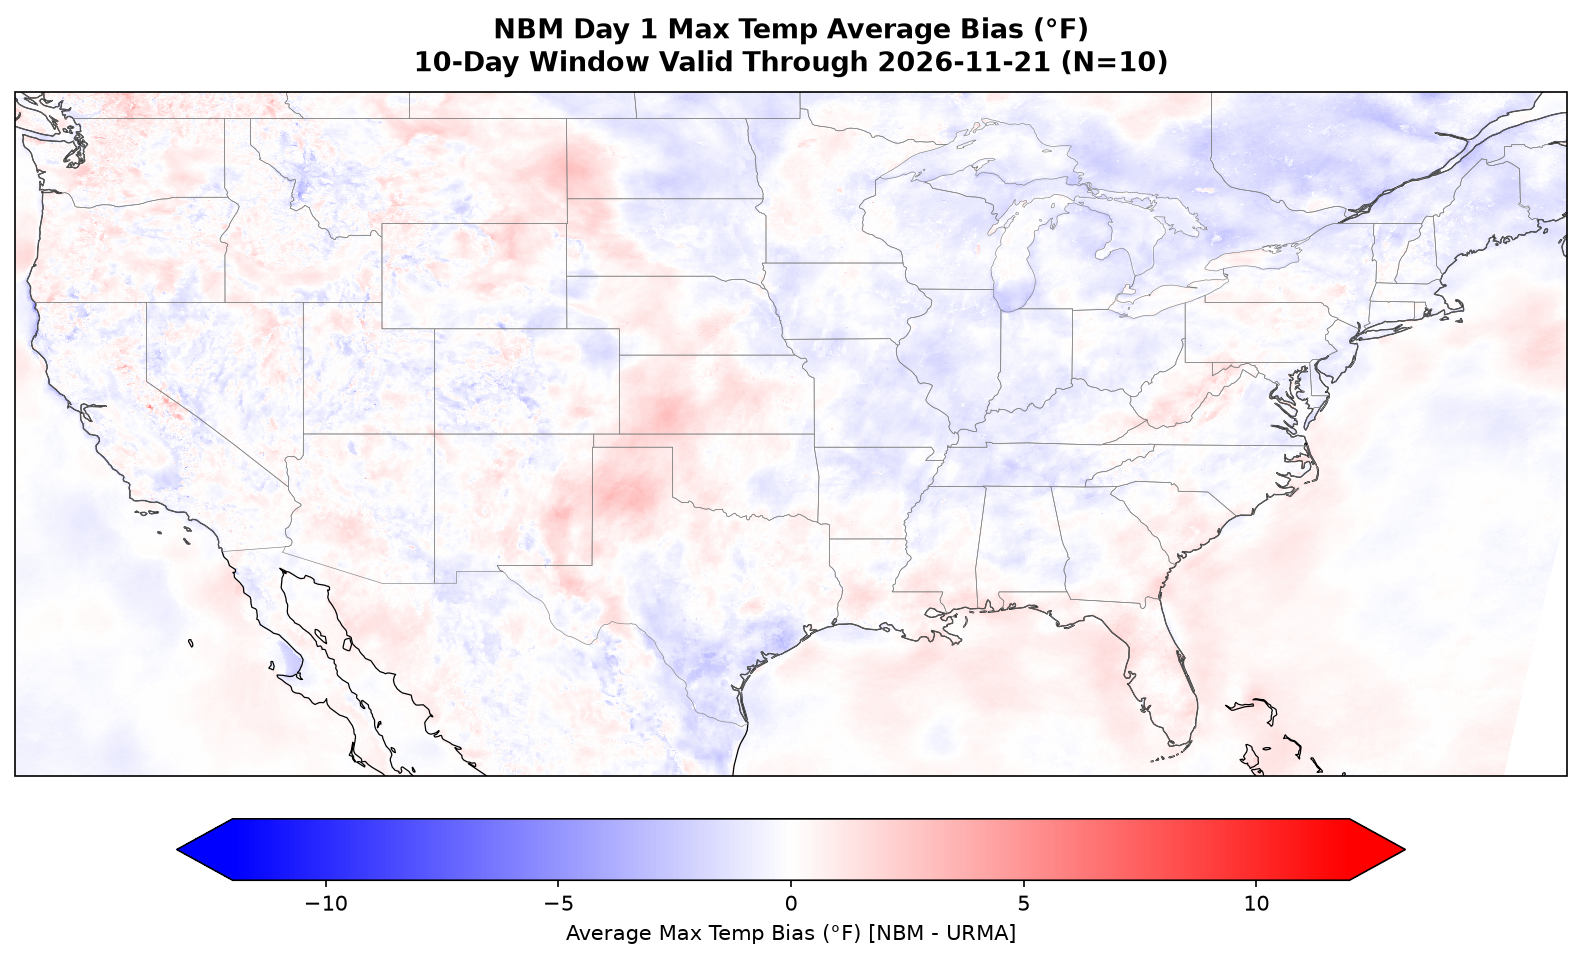 NBM Day 1 Max Temp Average Bias (°F)
10-Day Window Valid Through 2026-11-21 (N=10)
−10 −5 0 5 10
Average Max Temp Bias (°F) [NBM - URMA]